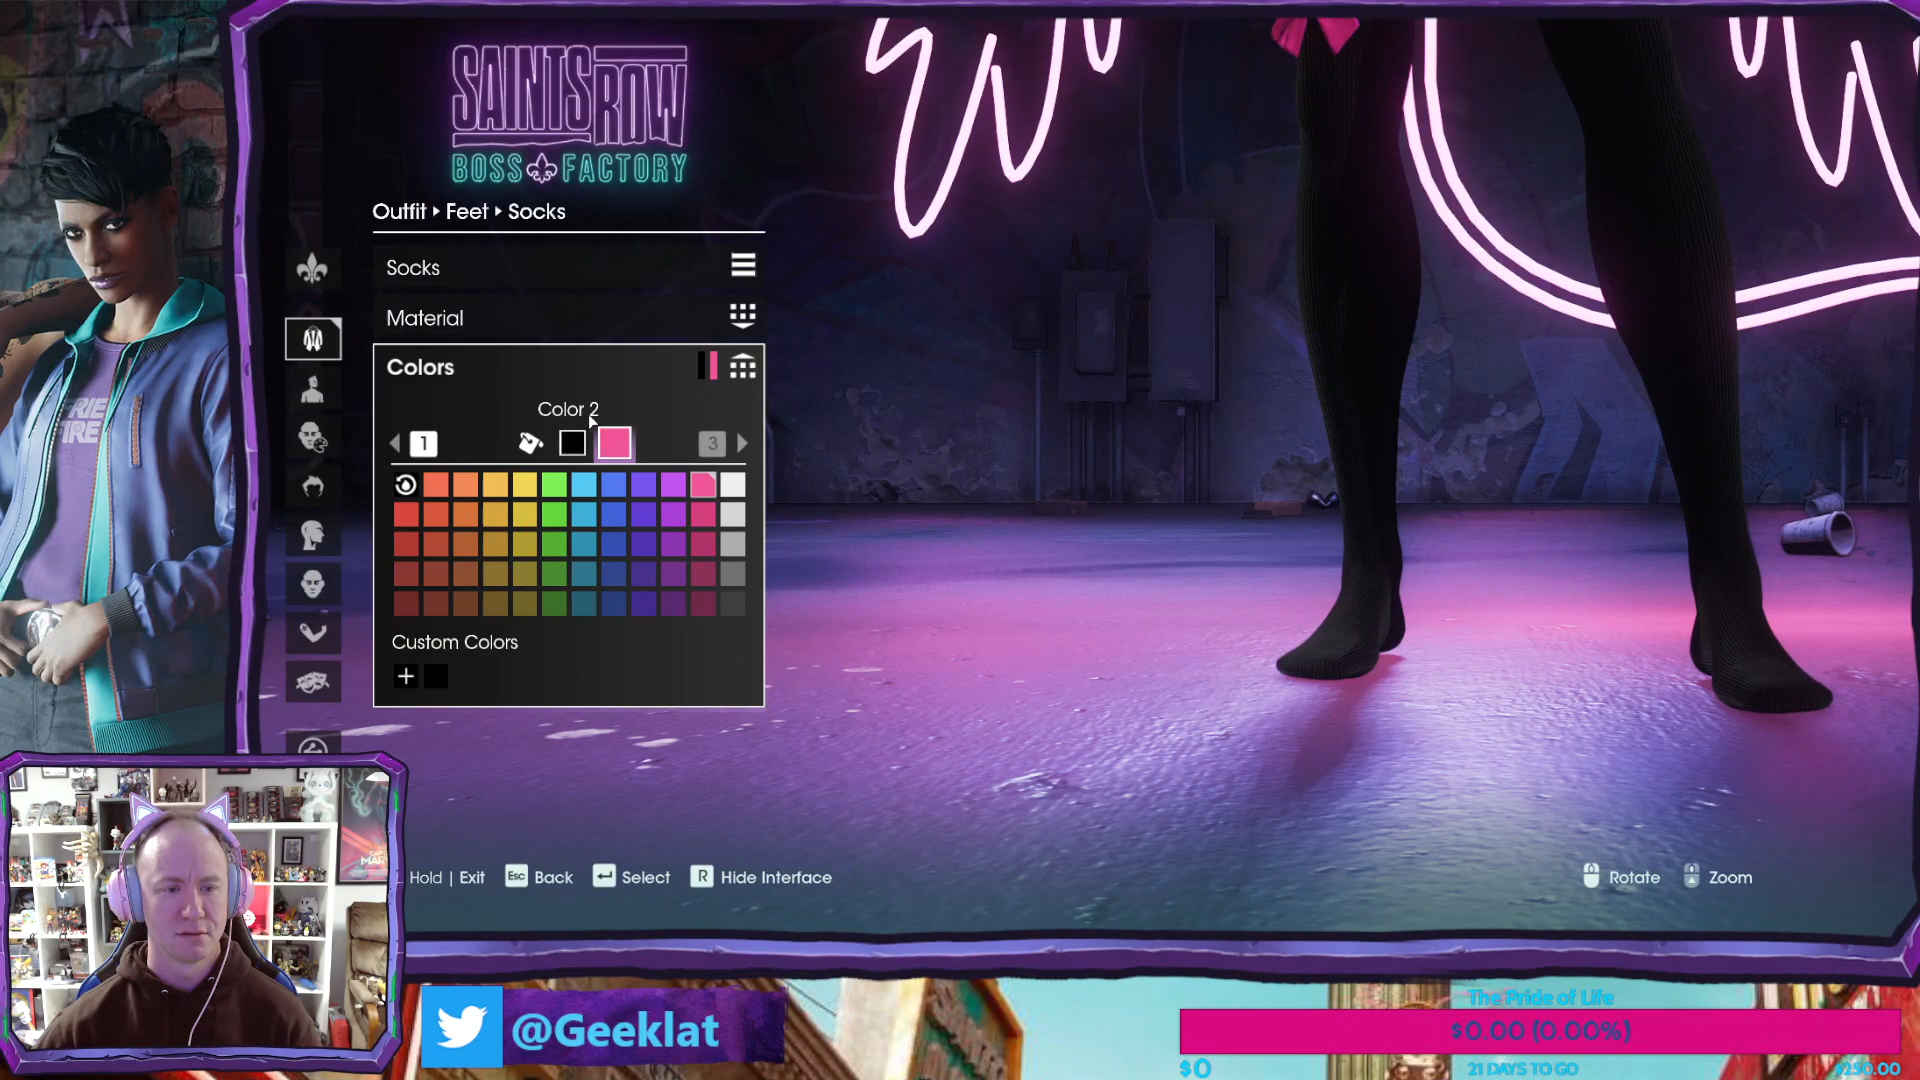 SAINTS ROW
BOSS FACTORY
Outfit ▸ Feet ▸ Socks
Socks
Material
Colors
Color 2
1
3
Custom Colors
+
Hold | Exit
Esc Back
Select
R Hide Interface
Rotate
Zoom
@Geeklat
The Pride of Life
$0.00 (0.00%)
$0
21 DAYS TO GO
$250.00